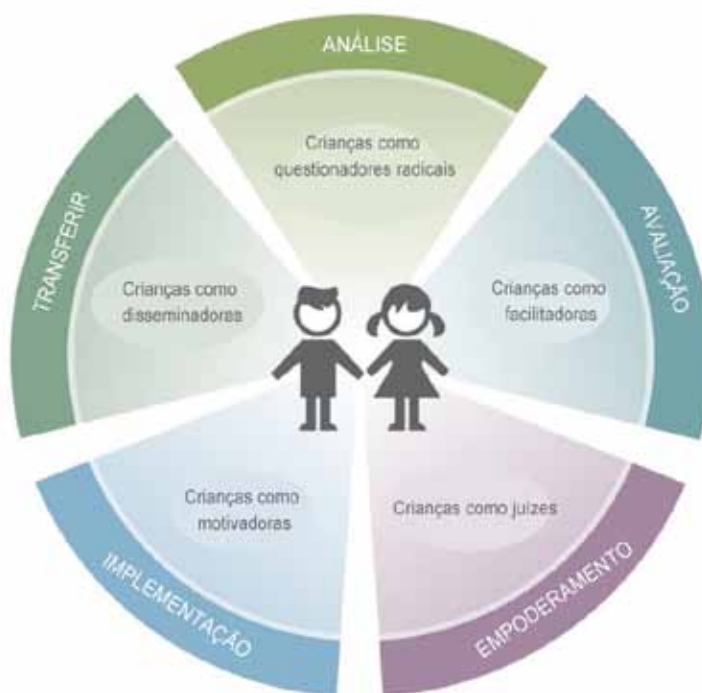 ANÁLISE
Crianças como
questionadores radicais
AVALIAÇÃO
Crianças como
facilitadoras
EMPODERAMENTO
Crianças como juízes
IMPLEMENTAÇÃO
Crianças como
motivadoras
TRANSFERIR
Crianças como
disseminadoras